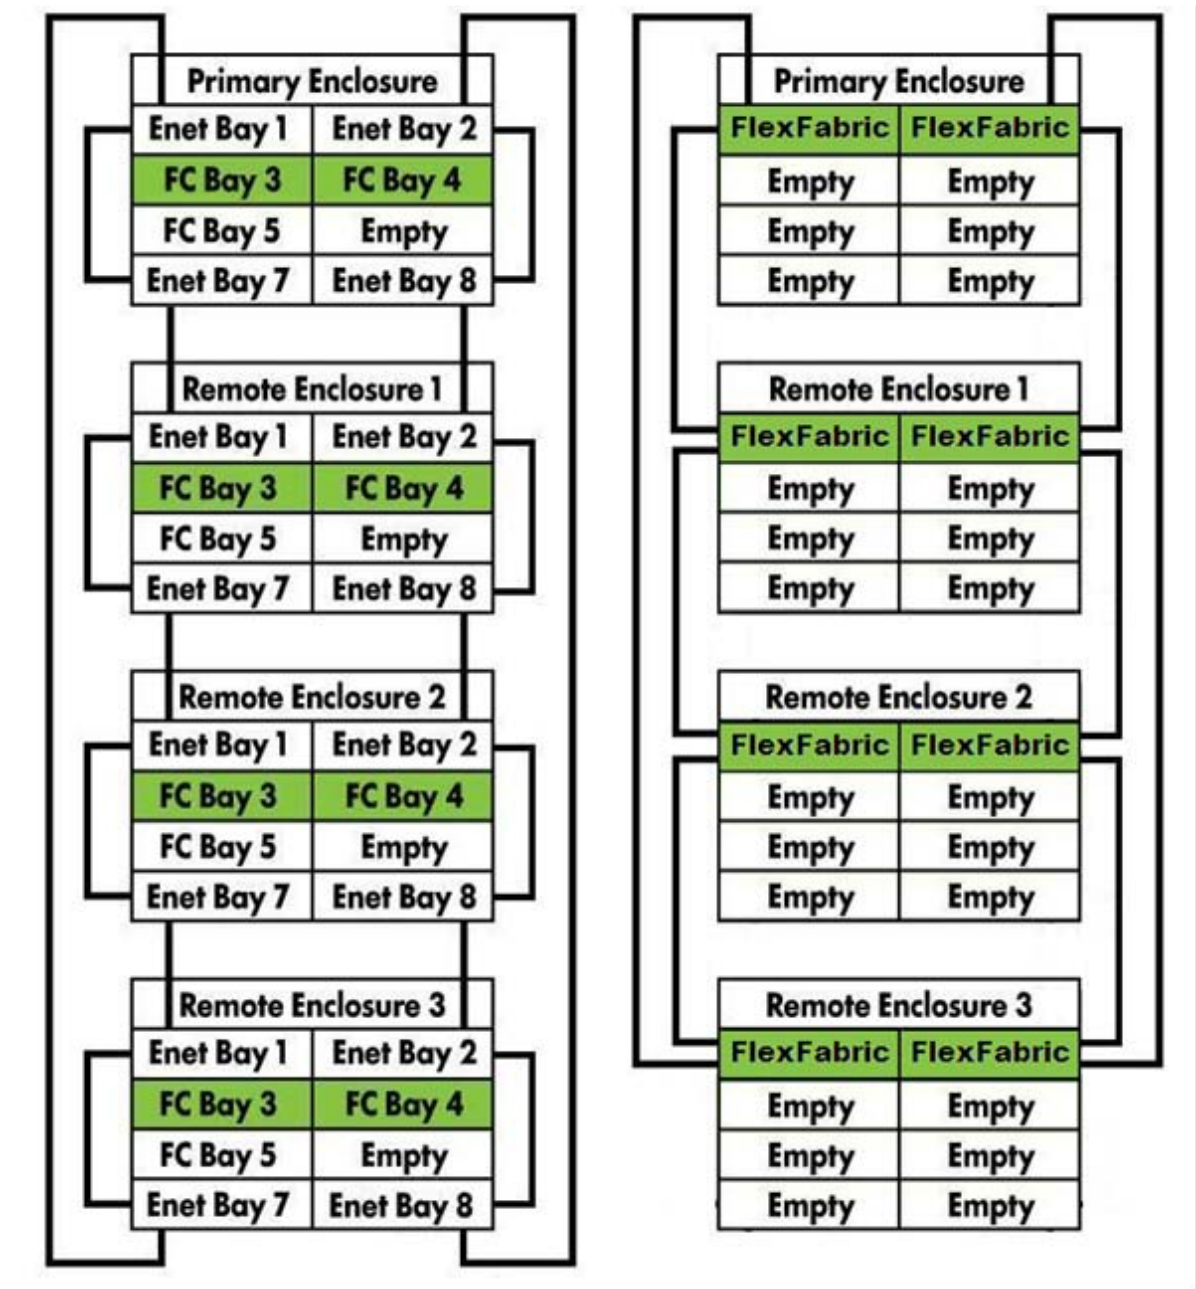 Primary Enclosure
Enet Bay 1 Enet Bay 2
FC Bay 3 FC Bay 4
FC Bay 5 Empty
Enet Bay 7 Enet Bay 8
Remote Enclosure 1
Enet Bay 1 Enet Bay 2
FC Bay 3 FC Bay 4
FC Bay 5 Empty
Enet Bay 7 Enet Bay 8
Remote Enclosure 2
Enet Bay 1 Enet Bay 2
FC Bay 3 FC Bay 4
FC Bay 5 Empty
Enet Bay 7 Enet Bay 8
Remote Enclosure 3
Enet Bay 1 Enet Bay 2
FC Bay 3 FC Bay 4
FC Bay 5 Empty
Enet Bay 7 Enet Bay 8
Primary Enclosure
FlexFabric FlexFabric
Empty Empty
Empty Empty
Empty Empty
Remote Enclosure 1
FlexFabric FlexFabric
Empty Empty
Empty Empty
Empty Empty
Remote Enclosure 2
FlexFabric FlexFabric
Empty Empty
Empty Empty
Empty Empty
Remote Enclosure 3
FlexFabric FlexFabric
Empty Empty
Empty Empty
Empty Empty